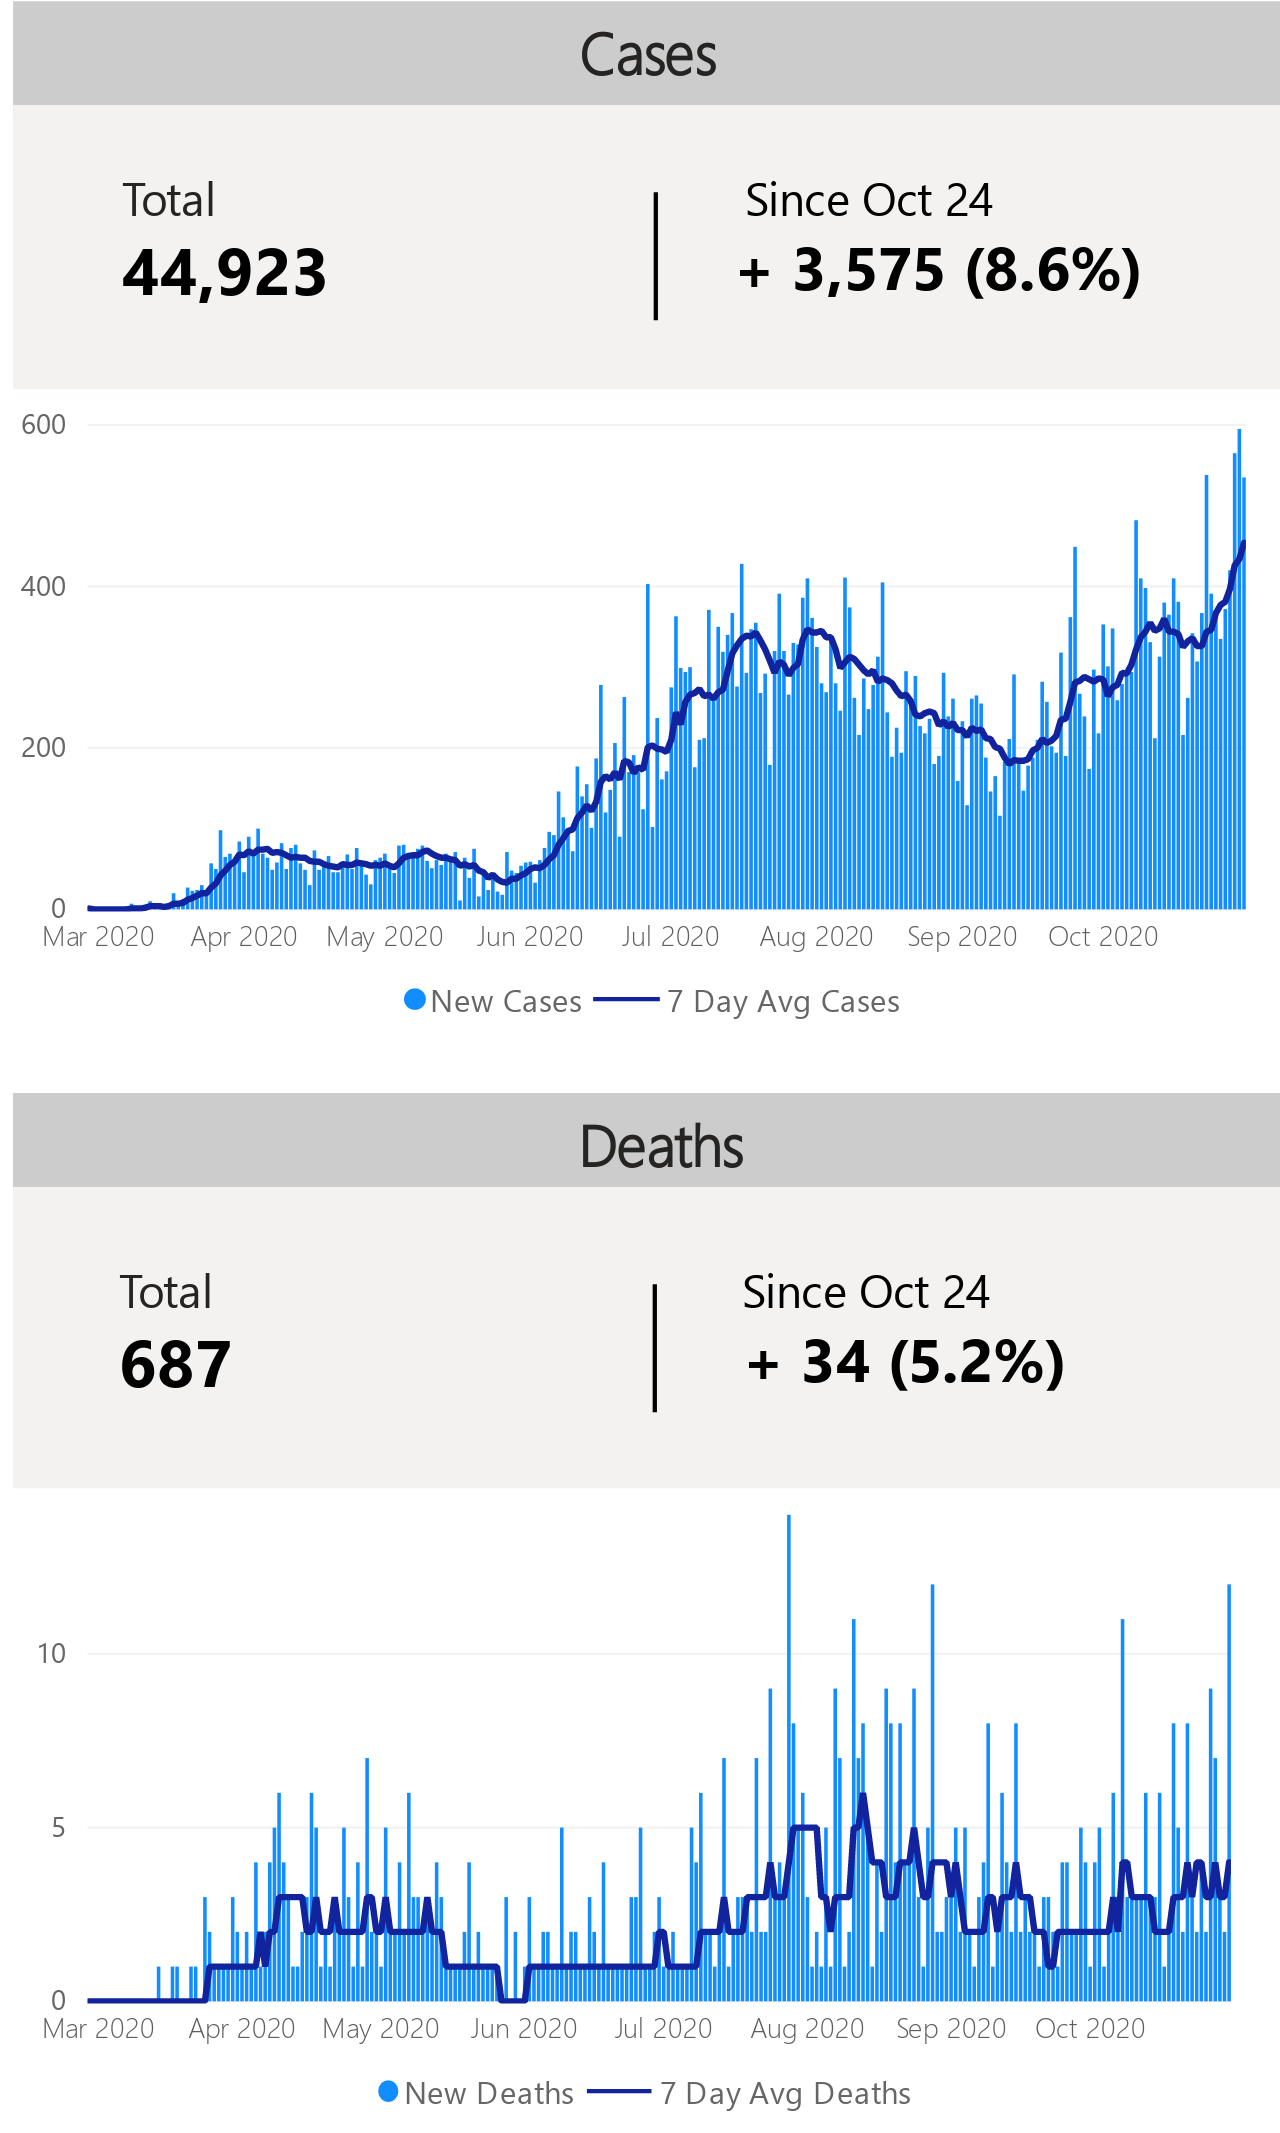 Cases
Total
Since Oct 24
44,923
+ 3,575 (8.6%)
600
400
200
0
Mar 2020 Apr 2020 May 2020 Jun 2020 Jul 2020 Aug 2020 Sep 2020 Oct 2020
New Cases 7 Day Avg Cases
Deaths
Total
Since Oct 24
687
+ 34 (5.2%)
10
5
0
Mar 2020 Apr 2020 May 2020 Jun 2020 Jul 2020 Aug 2020 Sep 2020 Oct 2020
New Deaths 7 Day Avg Deaths